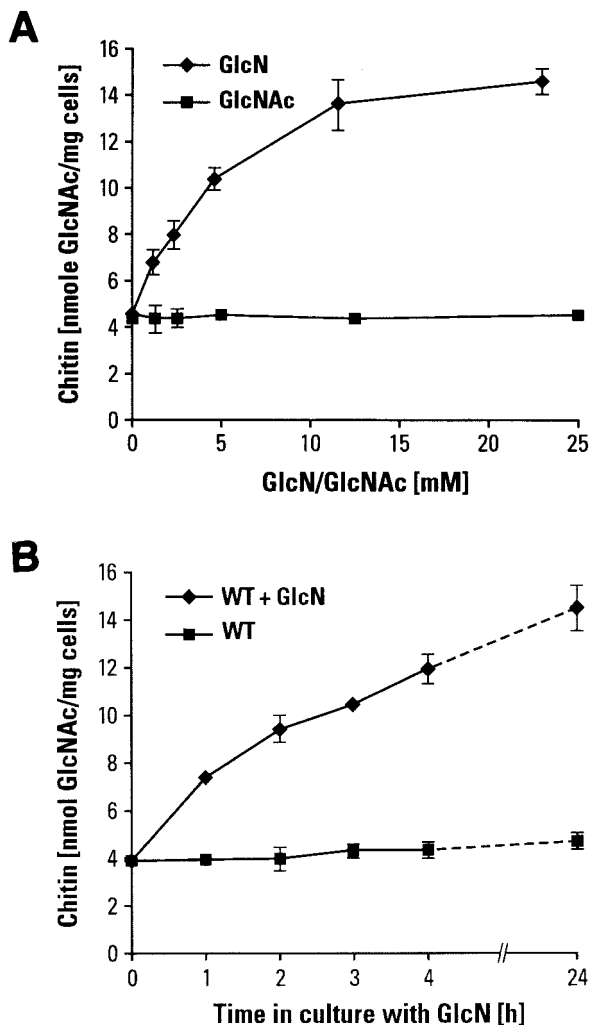 A
GlcN
GlcNAc
Chitin [nmole GlcNAc/mg cells]
16
14
12
10
8
6
4
2
0
0 5 10 15 20 25
GlcN/GlcNAc [mM]
B
WT + GlcN
WT
Chitin [nmol GlcNAc/mg cells]
16
14
12
10
8
6
4
2
0
0 1 2 3 4 // 24
Time in culture with GlcN [h]